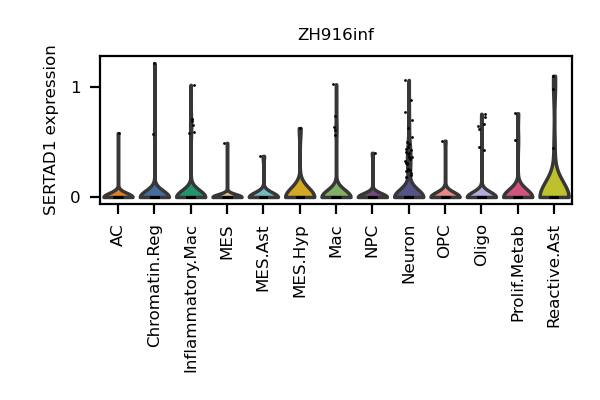 ZH916inf
SERTAD1 expression
1
0
AC
Chromatin.Reg
Inflammatory.Mac
MES
MES.Ast
MES.Hyp
Mac
NPC
Neuron
OPC
Oligo
Prolif.Metab
Reactive.Ast